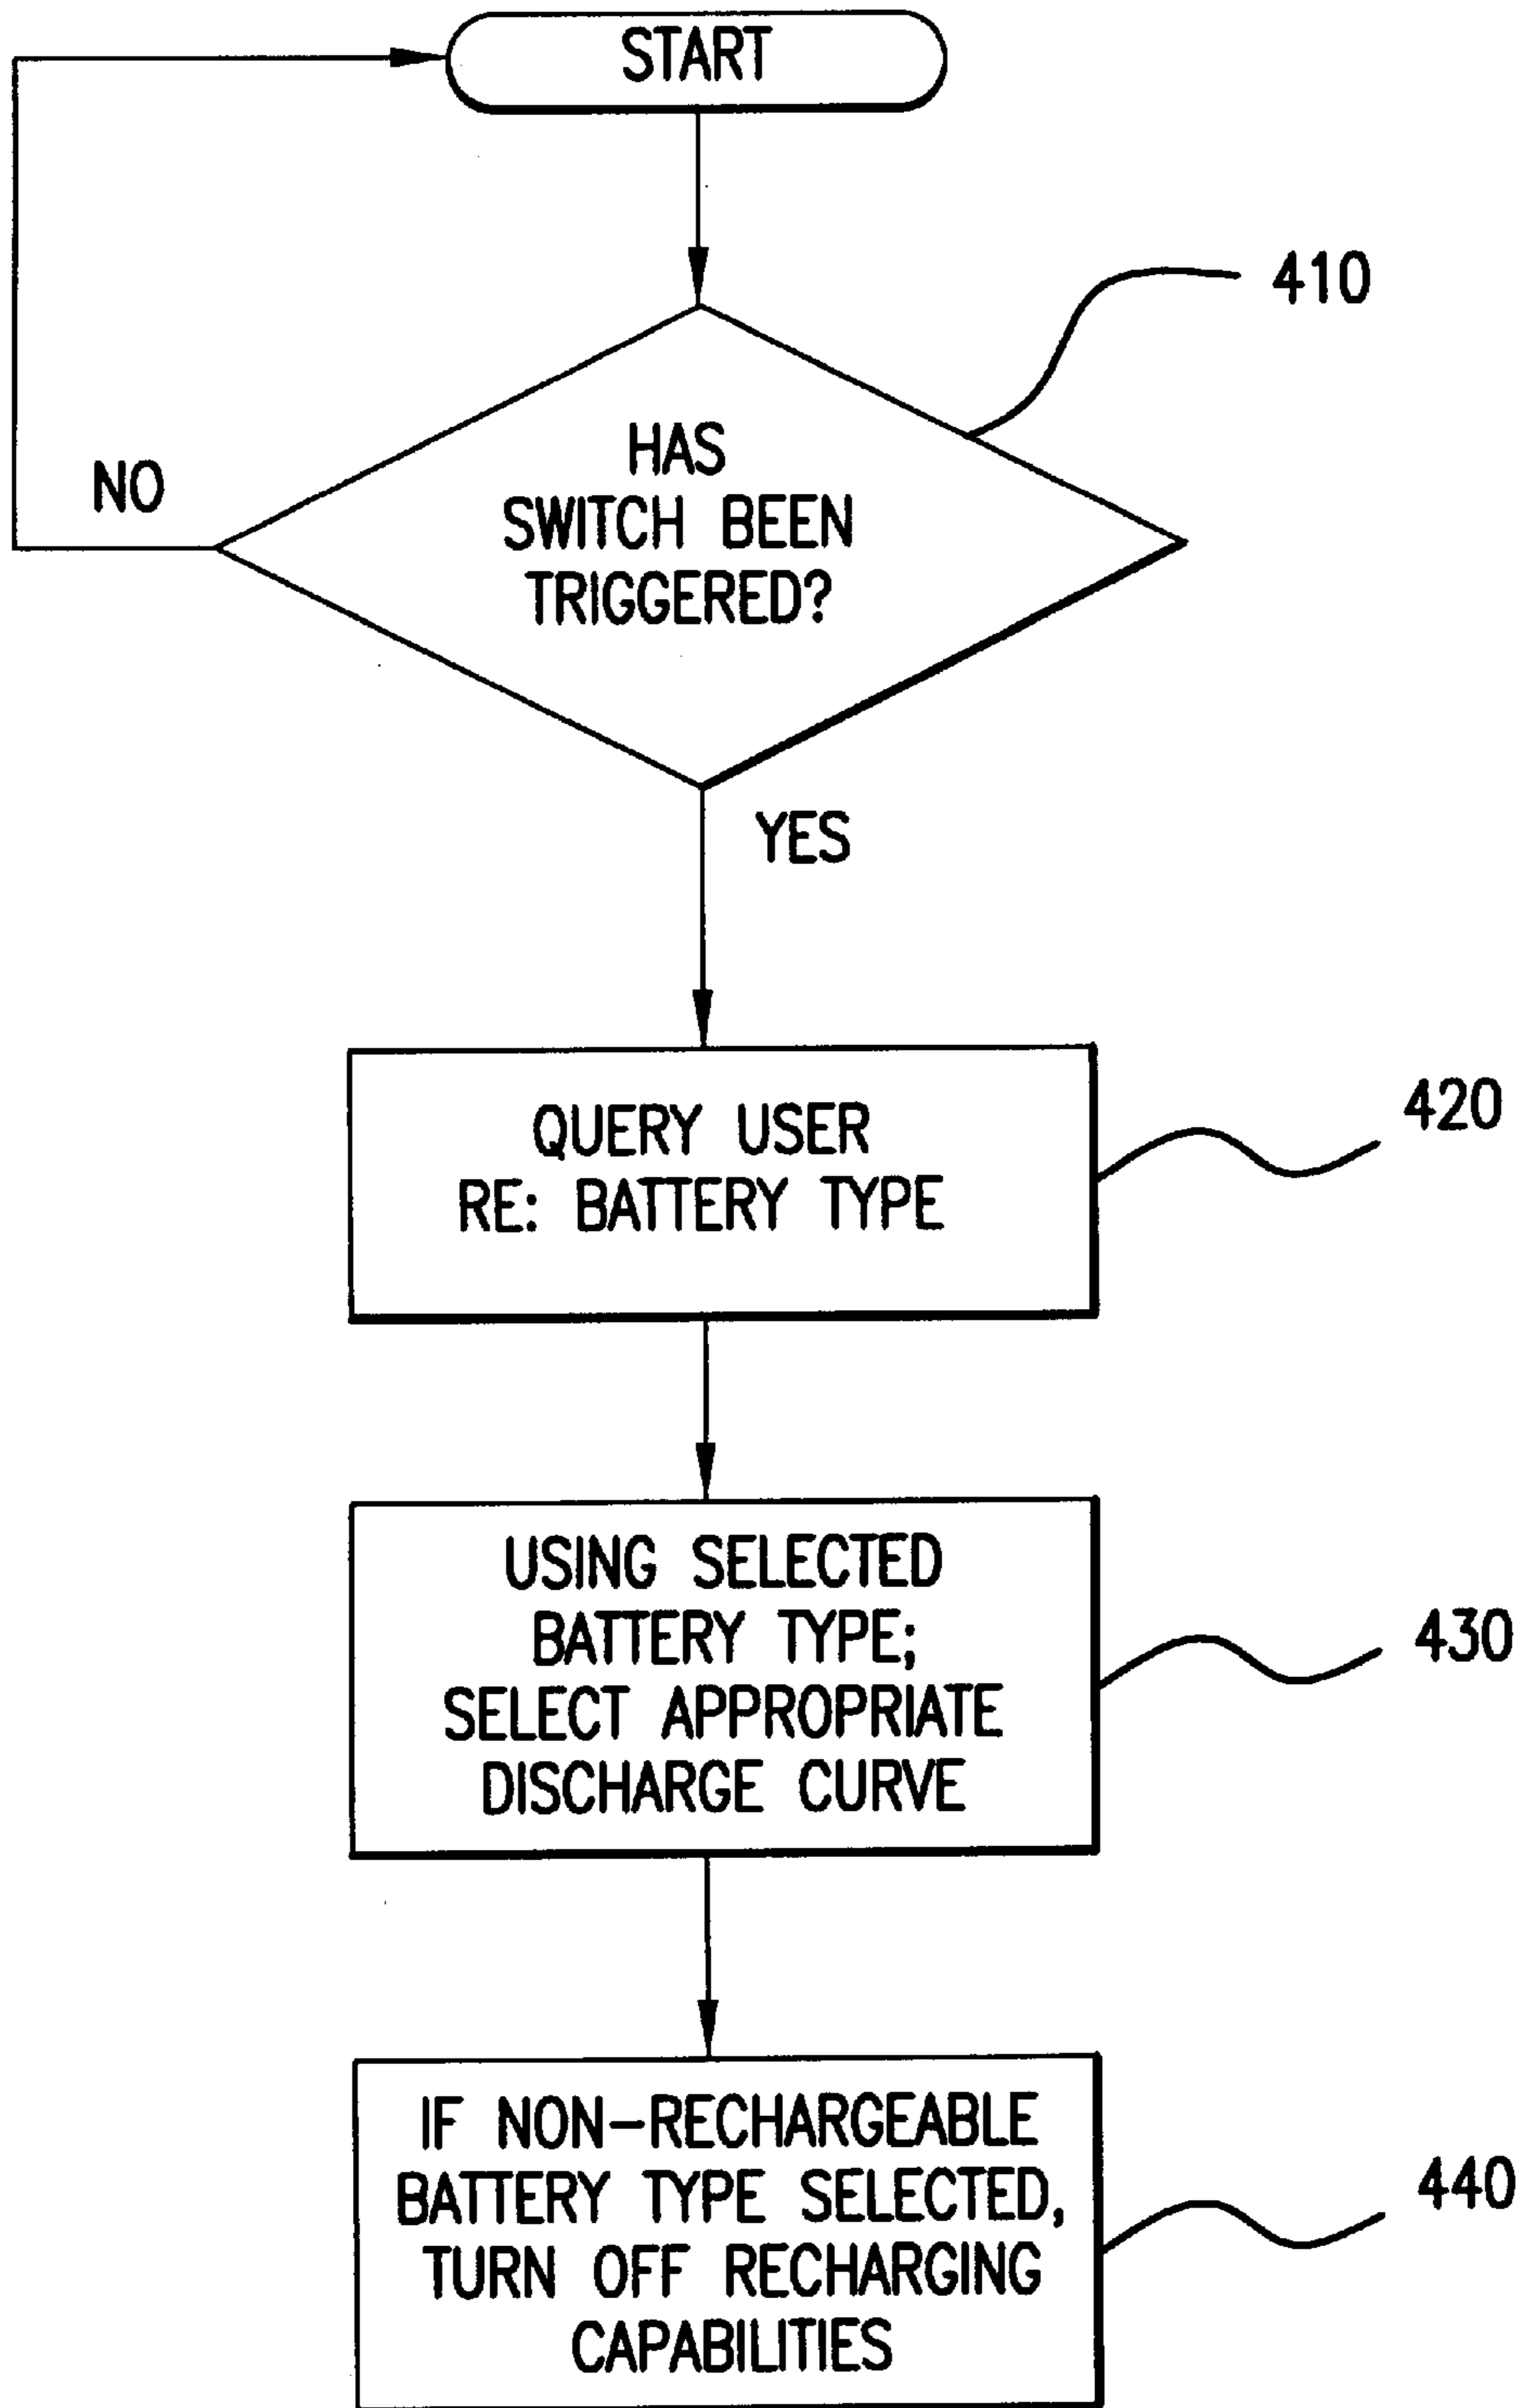 START
410
HAS
SWITCH BEEN
TRIGGERED?
NO
YES
QUERY USER
RE: BATTERY TYPE
420
USING SELECTED
BATTERY TYPE;
SELECT APPROPRIATE
DISCHARGE CURVE
430
IF NON-RECHARGEABLE
BATTERY TYPE SELECTED,
TURN OFF RECHARGING
CAPABILITIES
440